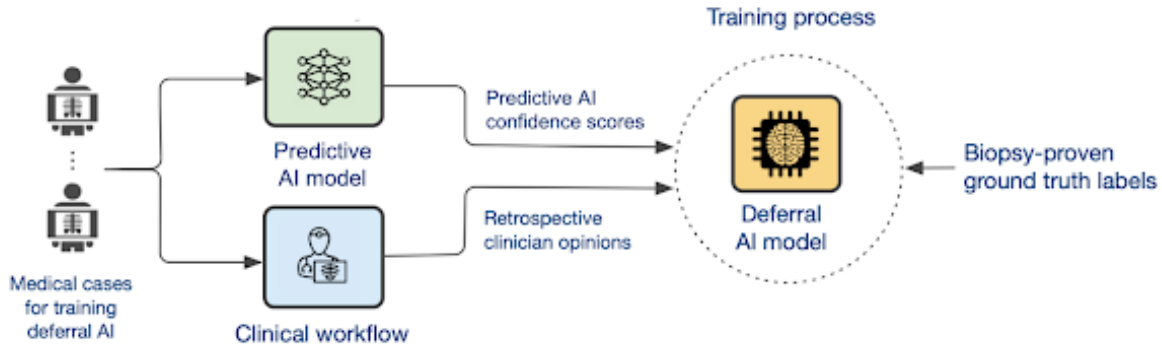 Training process
Predictive AI
confidence scores
Predictive
AI model
Biopsy-proven
ground truth labels
Deferral
AI model
Retrospective
clinician opinions
Medical cases
for training
deferral AI
Clinical workflow